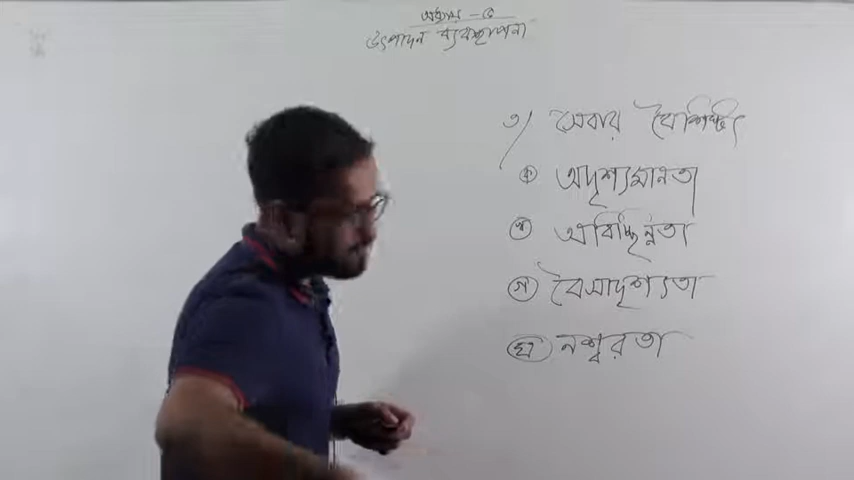 অধ্যায় - ৫
উৎপাদন ব্যবস্থাপনা
৩/ সেবার বৈশিষ্ট্য
ক অদৃশ্যমানতা
খ অবিচ্ছিন্নতা
গ বৈসাদৃশ্যতা
ঘ নশ্বরতা